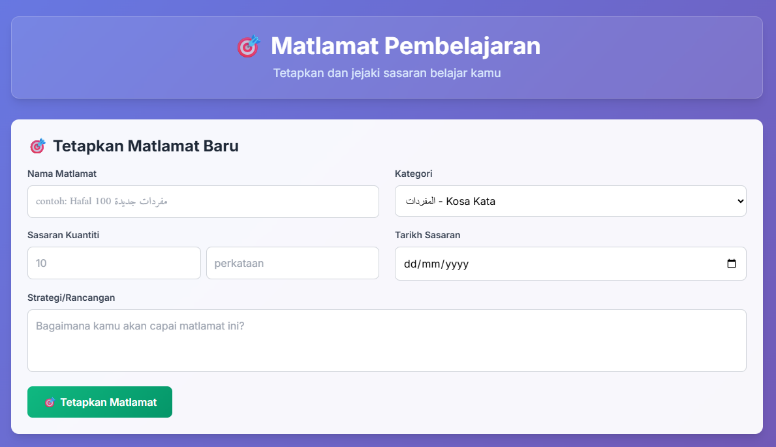 🎯 Matlamat Pembelajaran
Tetapkan dan jejaki sasaran belajar kamu
🎯 Tetapkan Matlamat Baru
Nama Matlamat
contoh: Hafal 100 مفردات جديدة
Kategori
المفردات - Kosa Kata
Sasaran Kuantiti
10
perkataan
Tarikh Sasaran
dd/mm/yyyy
Strategi/Rancangan
Bagaimana kamu akan capai matlamat ini?
🎯 Tetapkan Matlamat